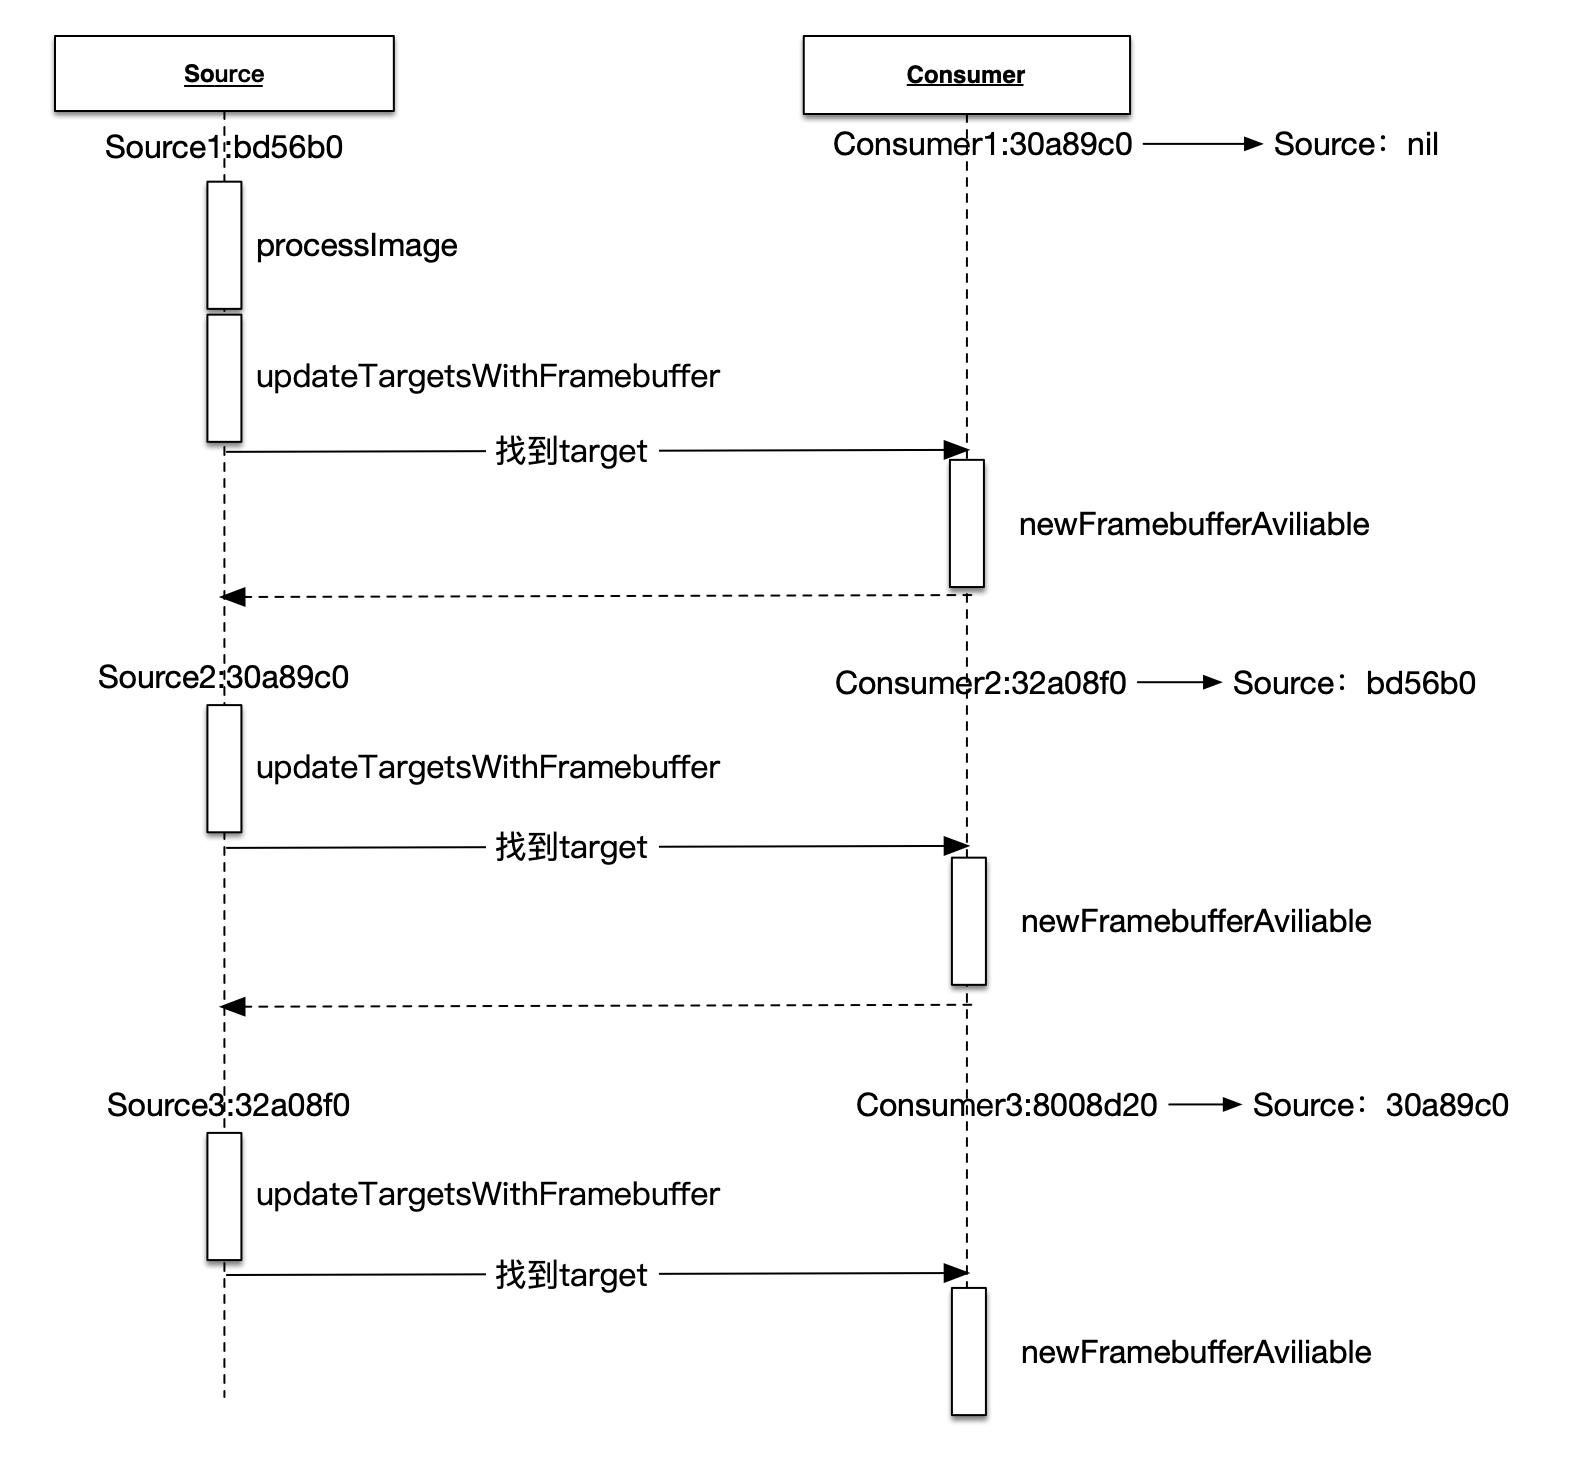 Source
Consumer
Source1:bd56b0
Consumer1:30a89c0
Source：nil
processImage
updateTargetsWithFramebuffer
找到target
newFramebufferAviliable
Source2:30a89c0
Consumer2:32a08f0
Source：bd56b0
updateTargetsWithFramebuffer
找到target
newFramebufferAviliable
Source3:32a08f0
Consumer3:8008d20
Source：30a89c0
updateTargetsWithFramebuffer
找到target
newFramebufferAviliable